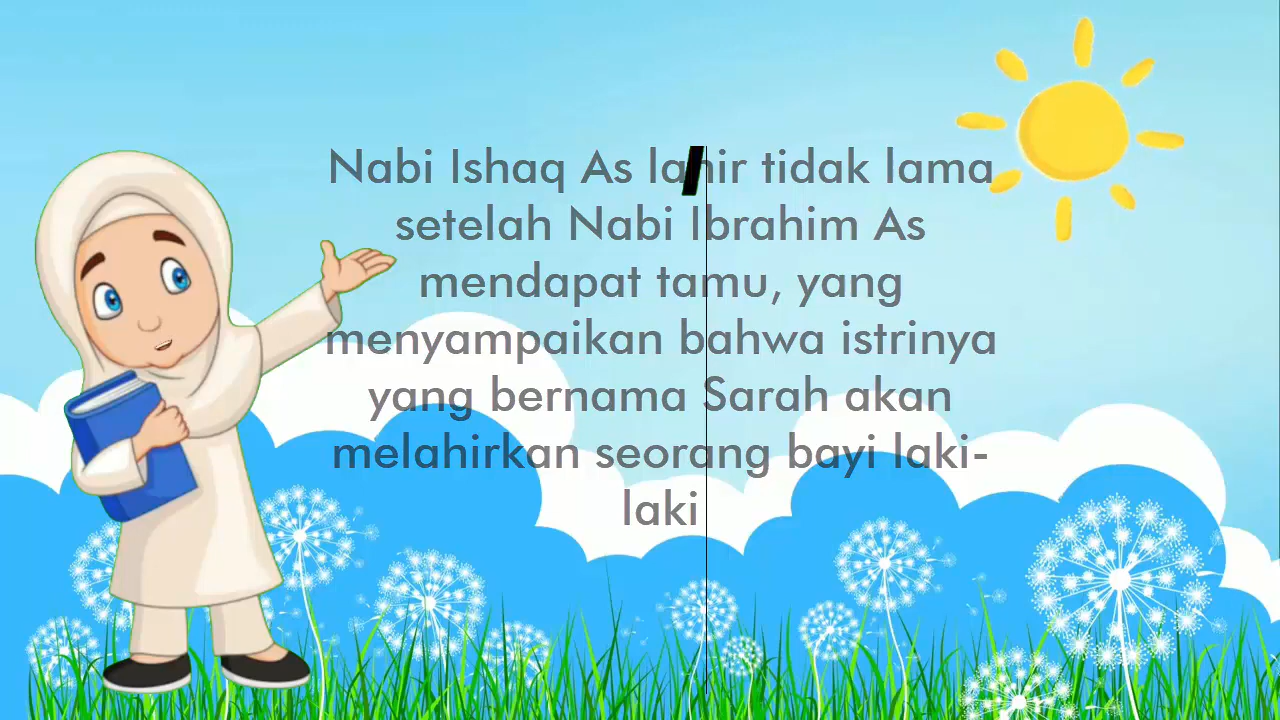 Nabi Ishaq As lahir tidak lama
setelah Nabi Ibrahim As
mendapat tamu, yang
menyampaikan bahwa istrinya
yang bernama Sarah akan
melahirkan seorang bayi laki-
laki